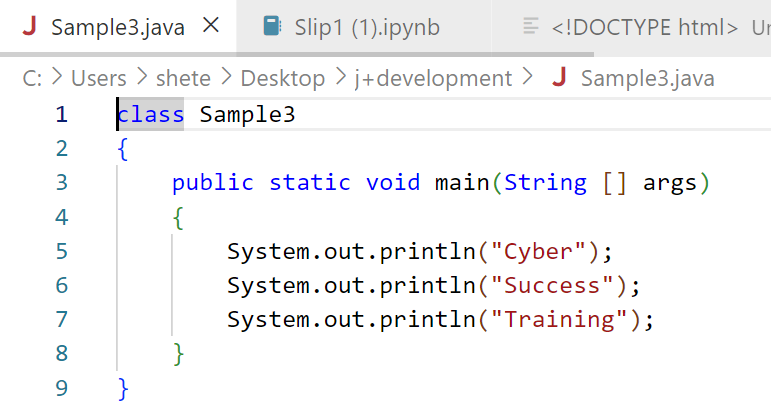 J Sample3.java × Slip1 (1).ipynb <!DOCTYPE html>
C: > Users > shete > Desktop > j+development > J Sample3.java
1 class Sample3
2 {
3 public static void main(String [] args)
4 {
5 System.out.println("Cyber");
6 System.out.println("Success");
7 System.out.println("Training");
8 }
9 }